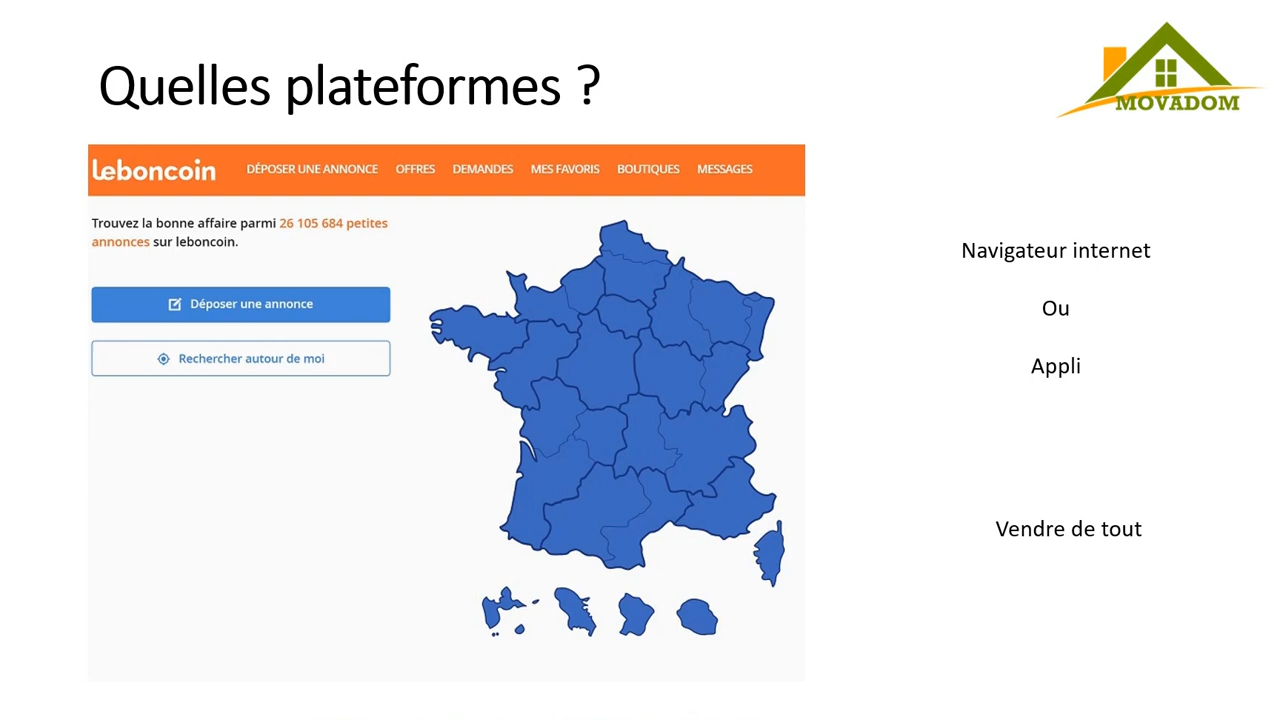 Quelles plateformes ?
MOVADOM
leboncoin
DÉPOSER UNE ANNONCE OFFRES DEMANDES MES FAVORIS BOUTIQUES MESSAGES
Trouvez la bonne affaire parmi 26 105 684 petites
annonces sur leboncoin.
Déposer une annonce
Rechercher autour de moi
Navigateur internet
Ou
Appli
Vendre de tout